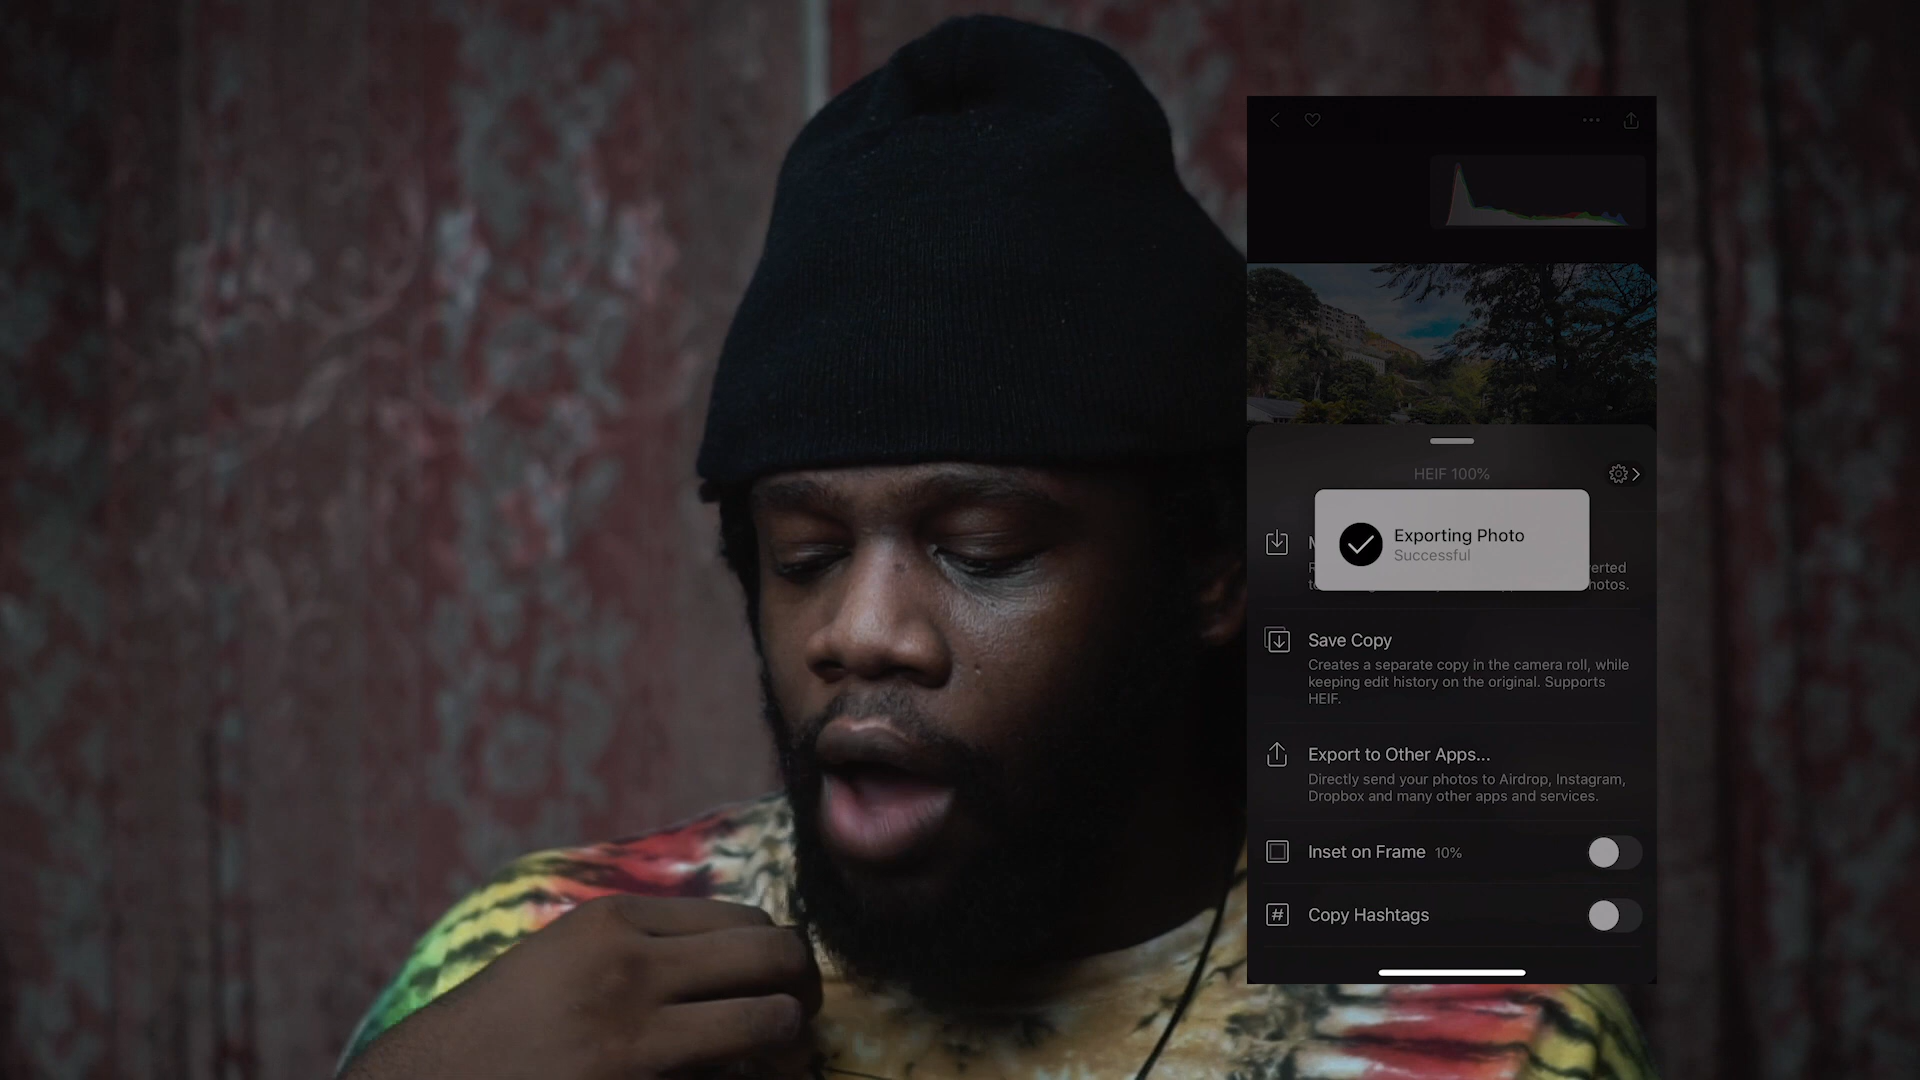 HEIF 100%
Exporting Photo
Successful
Save Copy
Creates a separate copy in the camera roll, while
keeping edit history on the original. Supports
HEIF.
Export to Other Apps...
Directly send your photos to Airdrop, Instagram,
Dropbox and many other apps and services.
Inset on Frame 10%
#
Copy Hashtags